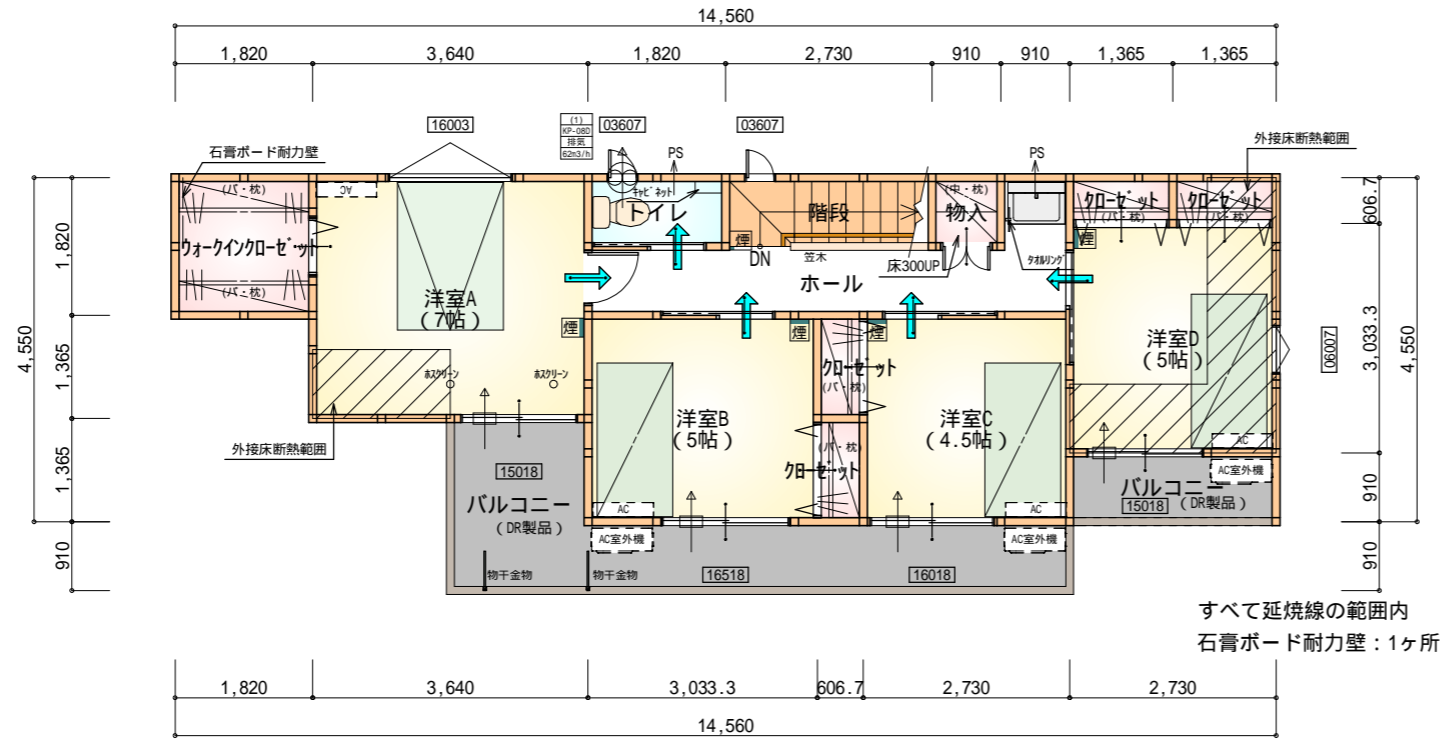 14,560
1,820
3,640
1,820
2,730
910
910
1,365
1,365
16003
(1)
KP-08D
排気
62m3/h
03607
03607
石膏ボード耐力壁
PS
PS
外接床断熱範囲
(パ・枕)
AC
ｷｬﾋﾞﾈｯﾄ
トイレ
階段
(中・枕)
物入
クローゼット
(パ・枕)
クローゼット
(パ・枕)
606.7
1,820
ウォークインクローゼット
煙
DN
笠木
床300UP
ﾀｵﾙﾘﾝｸﾞ
煙
(パ・枕)
ホール
洋室A
(7帖)
煙
煙
煙
洋室D
(5帖)
06007
3,033.3
4,550
4,550
1,365
ﾎｽｸﾘｰﾝ
ﾎｽｸﾘｰﾝ
クローゼット
(パ・枕)
洋室B
(5帖)
洋室C
(4.5帖)
外接床断熱範囲
(パ・枕)
クローゼット
AC
1,365
15018
バルコニー
(DR製品)
AC
AC
AC室外機
バルコニー
15018
(DR製品)
910
AC室外機
AC室外機
910
物干金物
物干金物
16518
16018
910
すべて延焼線の範囲内
石膏ボード耐力壁：1ヶ所
1,820
3,640
3,033.3
606.7
2,730
2,730
14,560